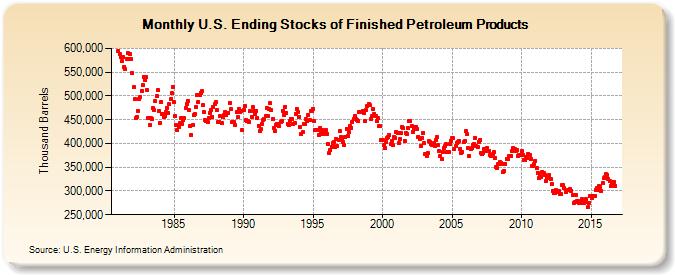 Monthly U.S. Ending Stocks of Finished Petroleum Products
Thousand Barrels
600,000
550,000
500,000
450,000
400,000
350,000
300,000
250,000
1985 1990 1995 2000 2005 2010 2015
Source: U.S. Energy Information Administration